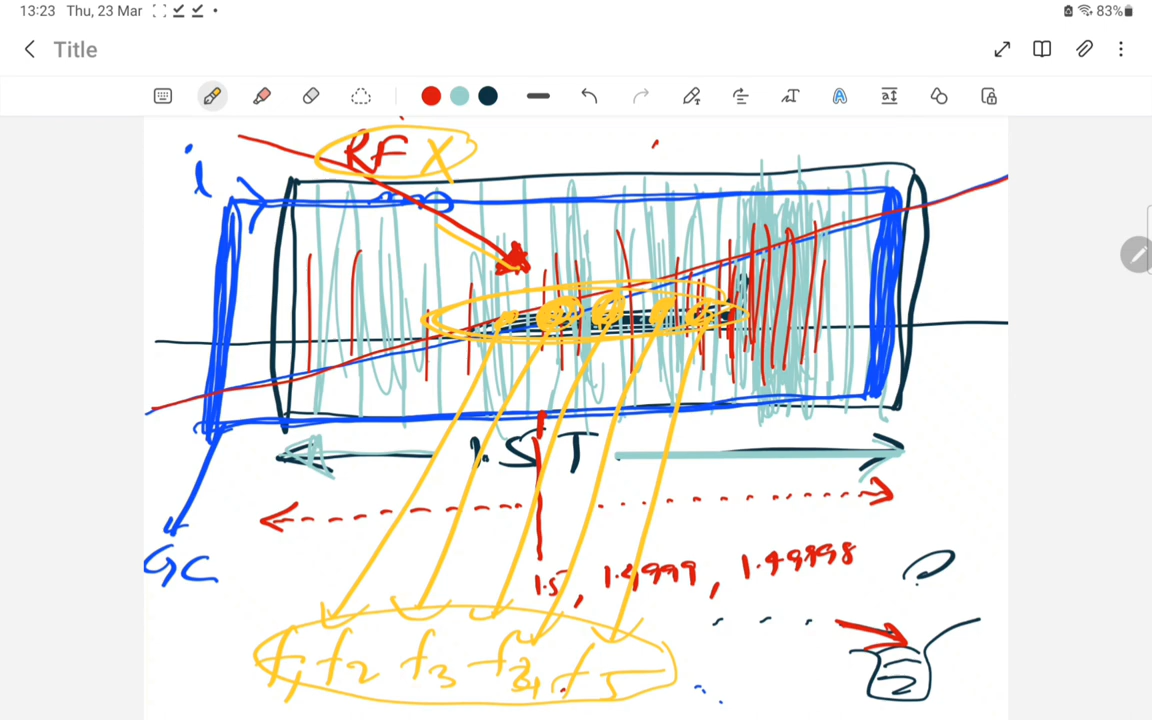 13:23 Thu, 23 Mar
83%
Title
RF X
i
1.5 T
GC
1.5, 1.4999, 1.49998
f1 f2 f3 f4 f5